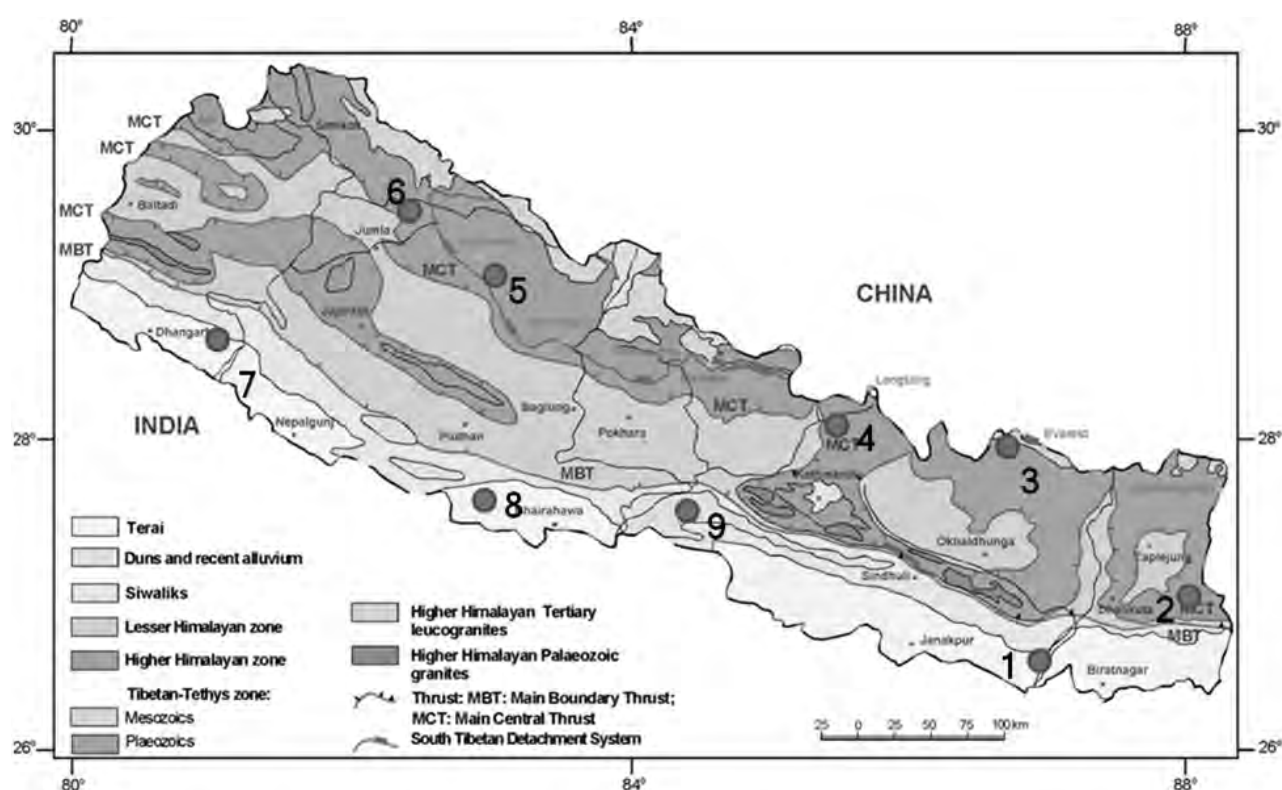 80°
84°
88°
30°
30°
MCT
MCT
MCT
MBT
Baitadi
6
Jumla
MCT
5
CHINA
Dhangarhi
7
INDIA
Nepalgunj
Baglung
Pokhara
MCT
Langtang
Everest
28°
28°
Piuthan
MBT
4
MCT
Kathmandu
3
8
Bhairahawa
9
Okhaldhunga
Taplejung
Sindhuli
Dhankuta
2
MCT
MBT
Janakpur
1
Biratnagar
Terai
Duns and recent alluvium
Siwaliks
Lesser Himalayan zone
Higher Himalayan zone
Tibetan-Tethys zone:
Mesozoics
Plaeozoics
Higher Himalayan Tertiary
leucogranites
Higher Himalayan Palaeozoic
granites
Thrust: MBT: Main Boundary Thrust;
MCT: Main Central Thrust
South Tibetan Detachment System
25 0 25 50 75 100 km
26°
26°
80°
84°
88°